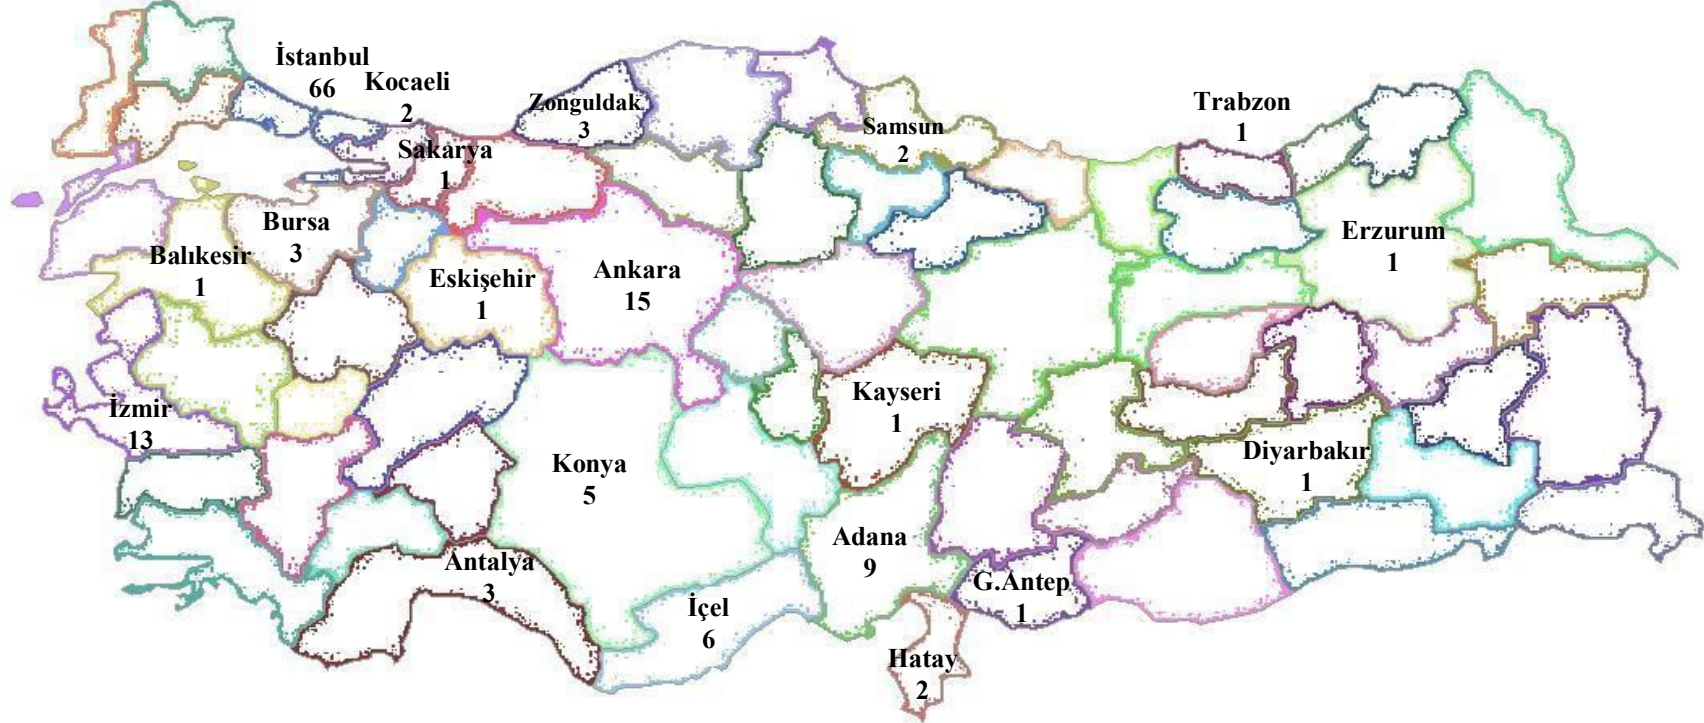 İstanbul
66
Kocaeli
2
Zonguldak
3
Trabzon
1
Samsun
2
Sakarya
1
Bursa
3
Erzurum
1
Balıkesir
1
Eskişehir
1
Ankara
15
Kayseri
1
İzmir
13
Diyarbakır
1
Konya
5
Adana
9
Antalya
3
G.Antep
1
İçel
6
Hatay
2